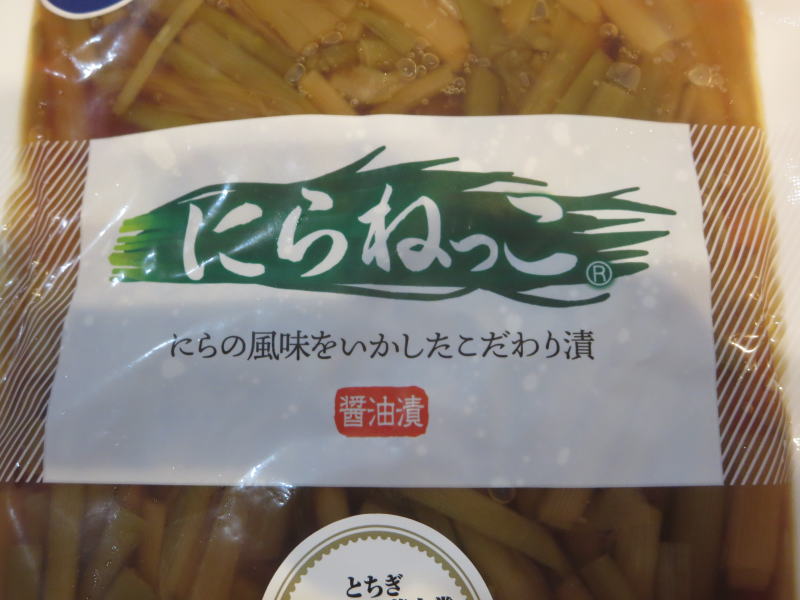 にらねっこ®
にらの風味をいかしたこだわり漬
醤油漬
とちぎ